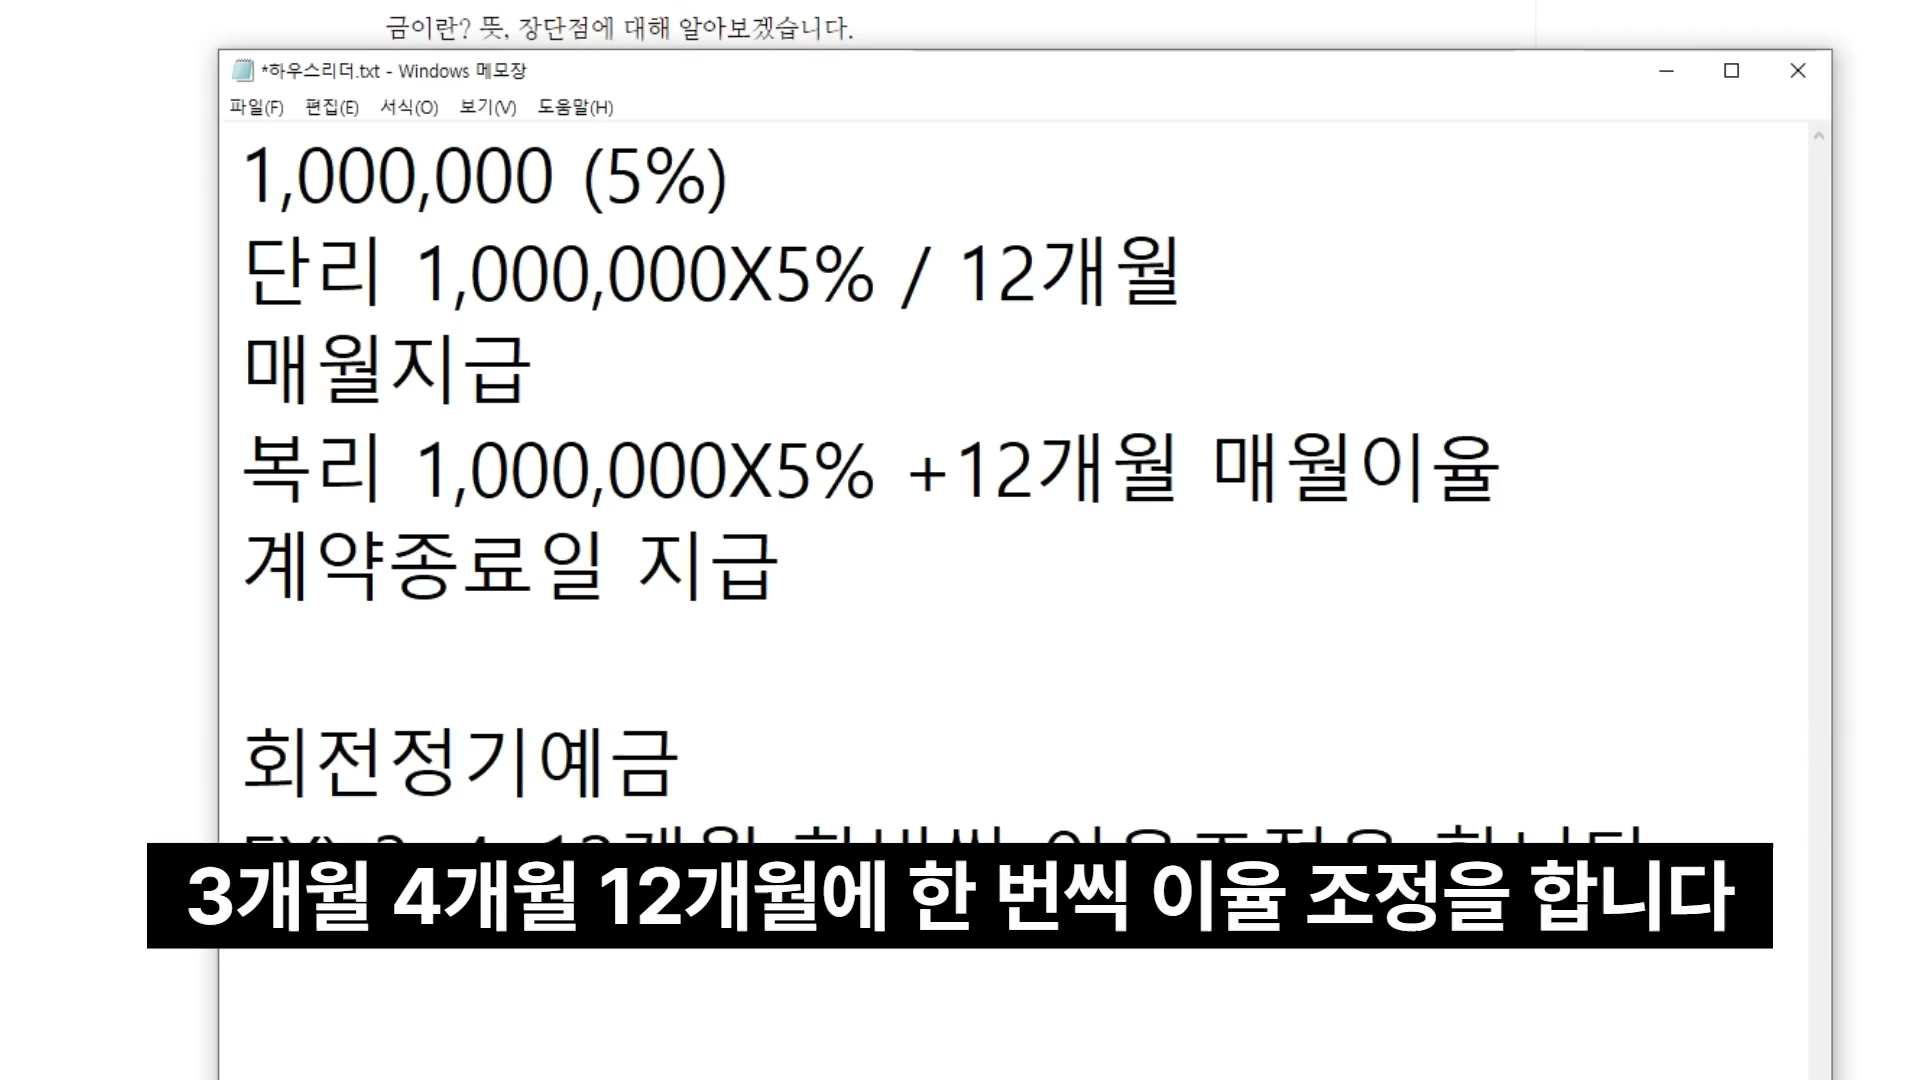 금이란? 뜻, 장단점에 대해 알아보겠습니다.
*하우스리더.txt - Windows 메모장
파일(F) 편집(E) 서식(O) 보기(V) 도움말(H)
1,000,000 (5%)
단리 1,000,000X5% / 12개월
매월지급
복리 1,000,000X5% +12개월 매월이율
계약종료일 지급
회전정기예금
3개월 4개월 12개월에 한 번씩 이율 조정을 합니다